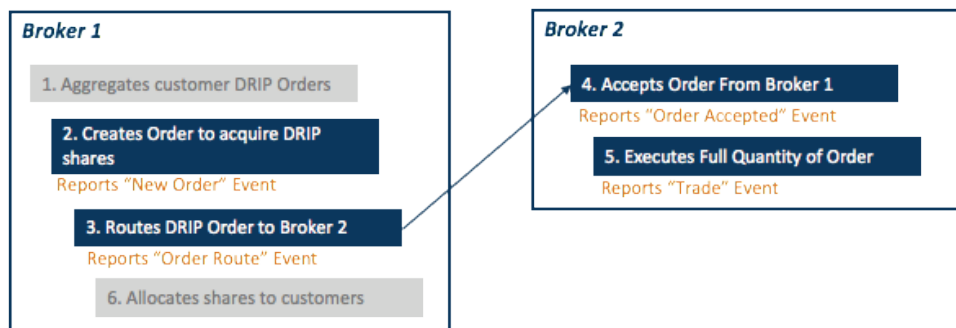 Broker 1
1. Aggregates customer DRIP Orders
2. Creates Order to acquire DRIP
shares
Reports "New Order" Event
3. Routes DRIP Order to Broker 2
Reports "Order Route" Event
6. Allocates shares to customers
Broker 2
4. Accepts Order From Broker 1
Reports "Order Accepted" Event
5. Executes Full Quantity of Order
Reports "Trade" Event